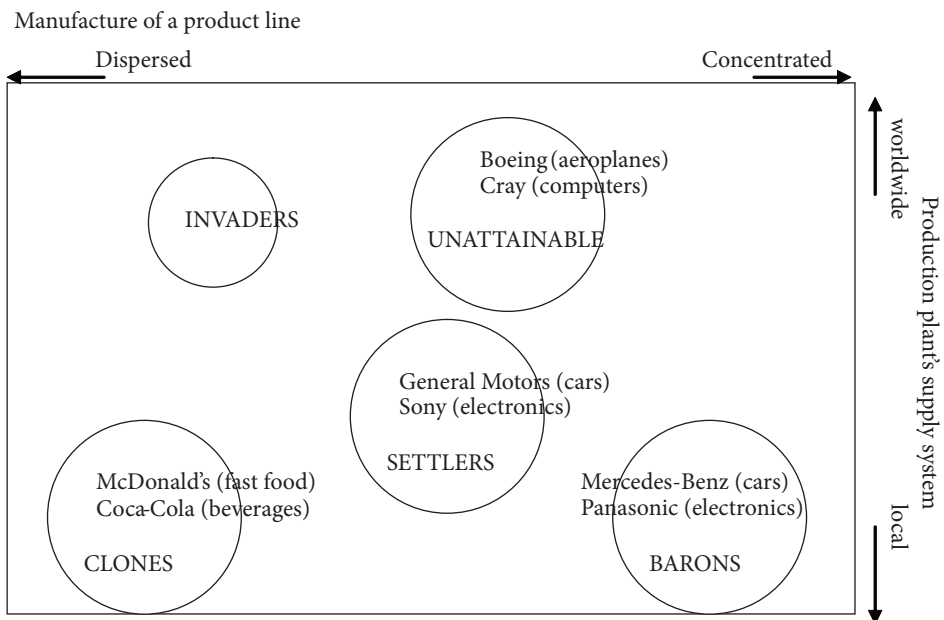 Manufacture of a product line
Dispersed
Concentrated
worldwide
Boeing (aeroplanes)
Cray (computers)
INVADERS
UNATTAINABLE
Production plant's supply system
General Motors (cars)
Sony (electronics)
SETTLERS
McDonald's (fast food)
Coca-Cola (beverages)
CLONES
Mercedes-Benz (cars)
Panasonic (electronics)
BARONS
local